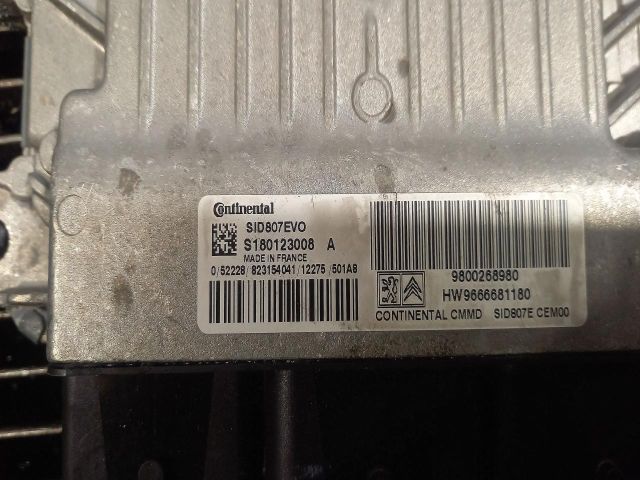 Continental
SID807EVO
S180123008 A
MADE IN FRANCE
0/52228/823154041/12275/501A8
9800268980
HW9666681180
CONTINENTAL CMMD SID807E CEM00